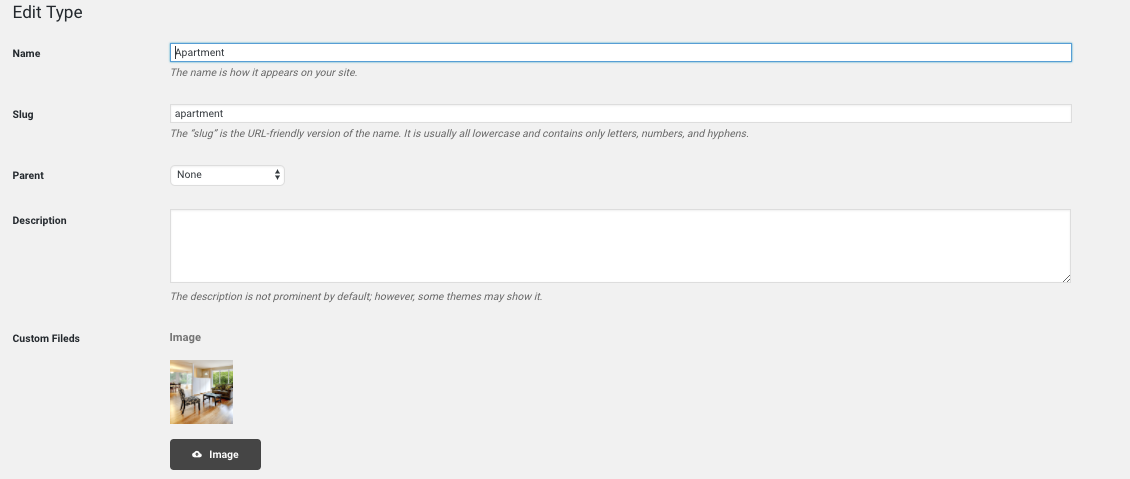 Edit Type
Name
Apartment
The name is how it appears on your site.
Slug
apartment
The “slug” is the URL-friendly version of the name. It is usually all lowercase and contains only letters, numbers, and hyphens.
Parent
None
Description
The description is not prominent by default; however, some themes may show it.
Custom Fileds
Image
Image